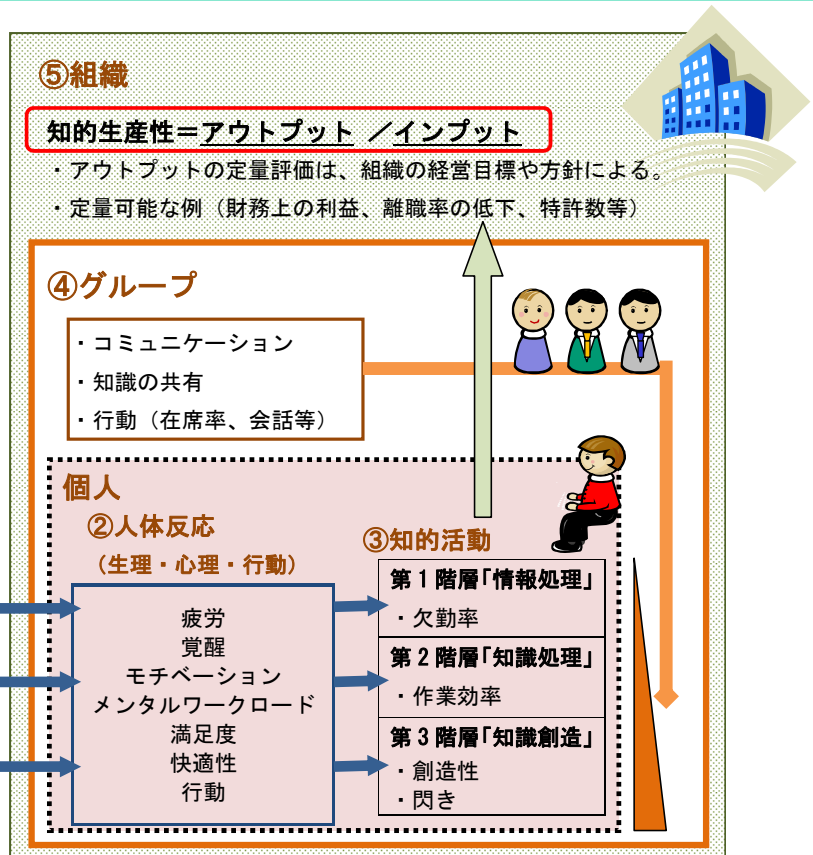 ⑤組織
知的生産性＝アウトプット ／インプット
・アウトプットの定量評価は、組織の経営目標や方針による。
・定量可能な例（財務上の利益、離職率の低下、特許数等）
④グループ
・コミュニケーション
・知識の共有
・行動（在席率、会話等）
個人
②人体反応
（生理・心理・行動）
疲労
覚醒
モチベーション
メンタルワークロード
満足度
快適性
行動
③知的活動
第１階層「情報処理」
・欠勤率
第２階層「知識処理」
・作業効率
第３階層「知識創造」
・創造性
・閃き